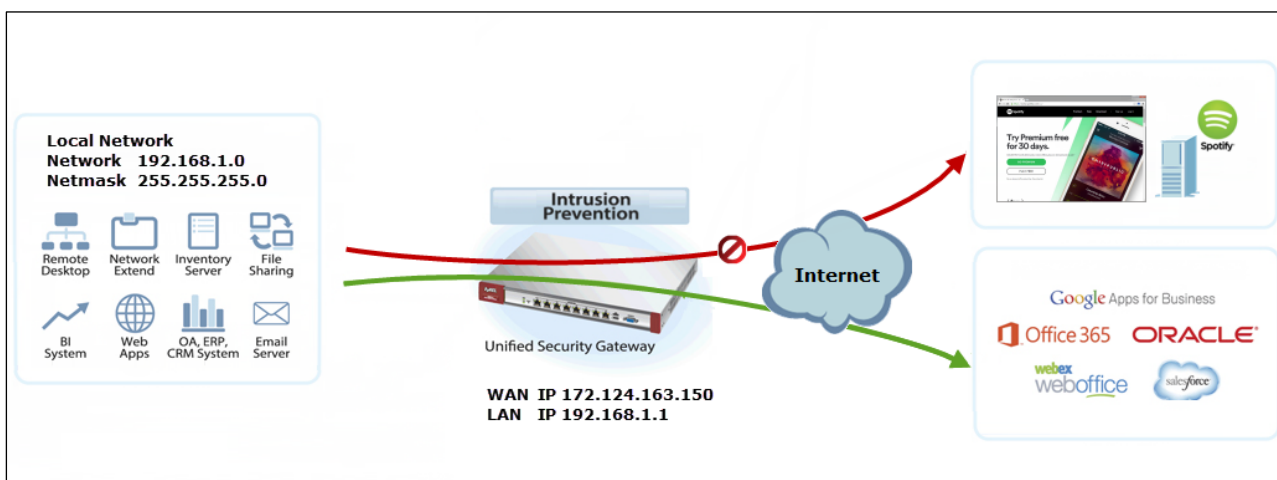 Local Network
Network 192.168.1.0
Netmask 255.255.255.0
Remote Desktop
Network Extend
Inventory Server
File Sharing
BI System
Web Apps
OA, ERP, CRM System
Email Server
Intrusion Prevention
ZyXEL
Unified Security Gateway
WAN IP 172.124.163.150
LAN IP 192.168.1.1
Internet
Spotify
Try Premium free
for 30 days.
Spotify
Google Apps for Business
Office 365
ORACLE
webex
weboffice
salesforce